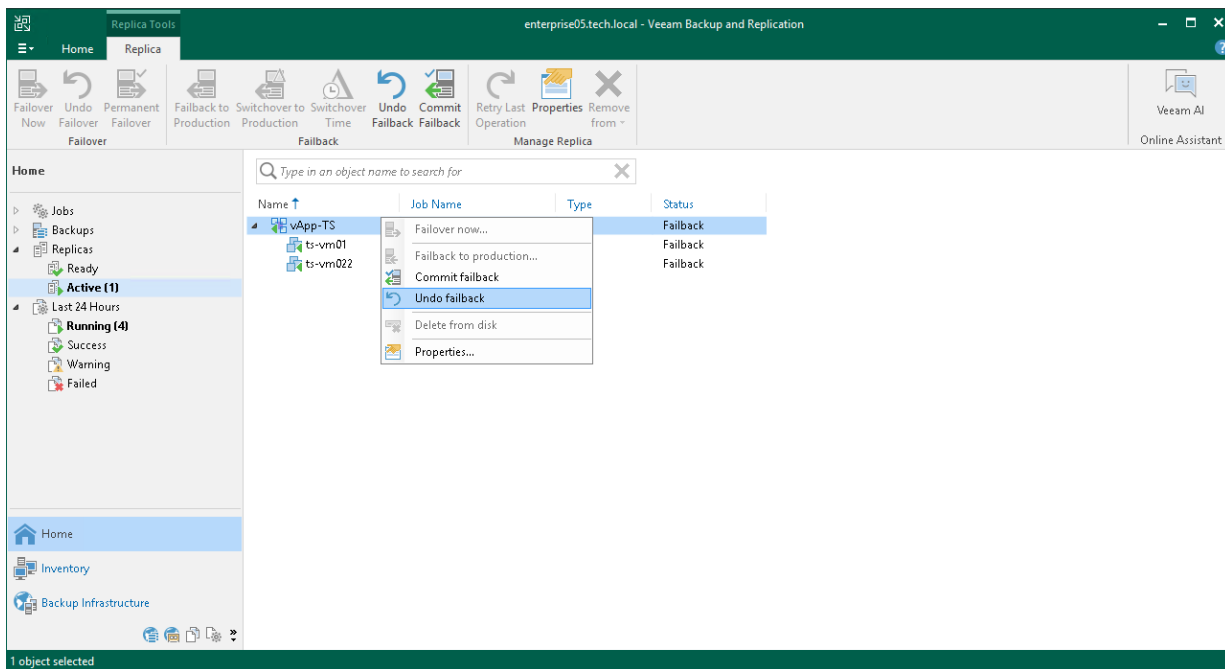 Replica Tools
enterprise05.tech.local - Veeam Backup and Replication
Home Replica
Failover Now
Undo Failover
Permanent Failover
Failover
Failback to Production
Switchover to Production
Switchover Time
Undo Failback
Commit Failback
Failback
Retry Last Operation
Properties
Remove from
Manage Replica
Veeam AI
Online Assistant
Home
Jobs
Backups
Replicas
Ready
Active (1)
Last 24 Hours
Running (4)
Success
Warning
Failed
Home
Inventory
Backup Infrastructure
Type in an object name to search for
Name Job Name Type Status
vApp-TS Failback
ts-vm01 Failback
ts-vm022 Failback
Failover now...
Failback to production...
Commit failback
Undo failback
Delete from disk
Properties...
1 object selected